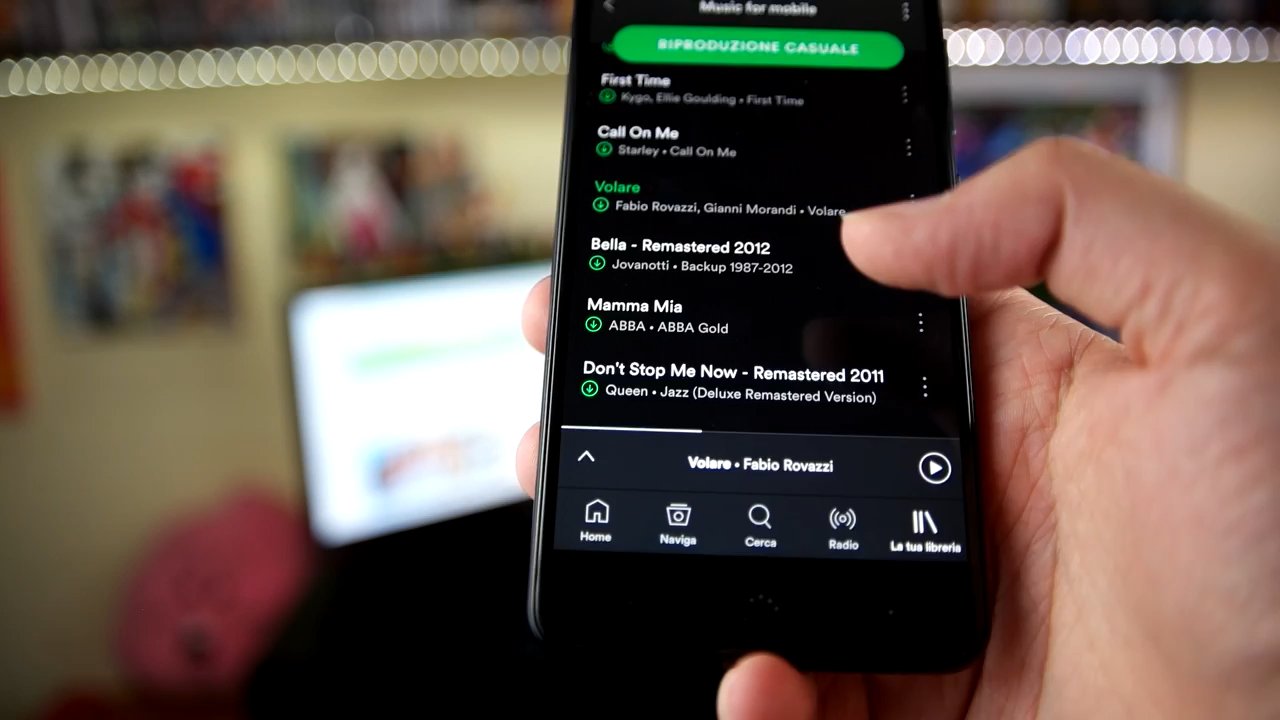 Music for mobile
RIPRODUZIONE CASUALE
First Time
Kygo, Ellie Goulding • First Time
Call On Me
Starley • Call On Me
Volare
Fabio Rovazzi, Gianni Morandi • Volare
Bella - Remastered 2012
Jovanotti • Backup 1987-2012
Mamma Mia
ABBA • ABBA Gold
Don't Stop Me Now - Remastered 2011
Queen • Jazz (Deluxe Remastered Version)
Volare • Fabio Rovazzi
Home Naviga Cerca Radio La tua libreria